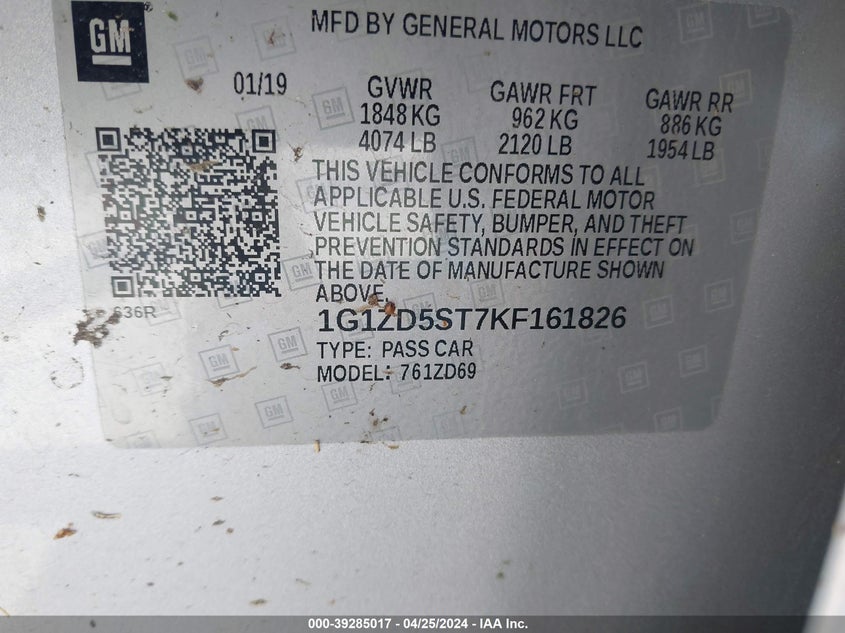 GM
MFD BY GENERAL MOTORS LLC
01/19
GVWR
1848 KG
4074 LB
GAWR FRT
962 KG
2120 LB
GAWR RR
886 KG
1954 LB
THIS VEHICLE CONFORMS TO ALL
APPLICABLE U.S. FEDERAL MOTOR
VEHICLE SAFETY, BUMPER, AND THEFT
PREVENTION STANDARDS IN EFFECT ON
THE DATE OF MANUFACTURE SHOWN
ABOVE.
636R
1G1ZD5ST7KF161826
TYPE: PASS CAR
MODEL: 761ZD69
000-39285017 - 04/25/2024 - IAA Inc.